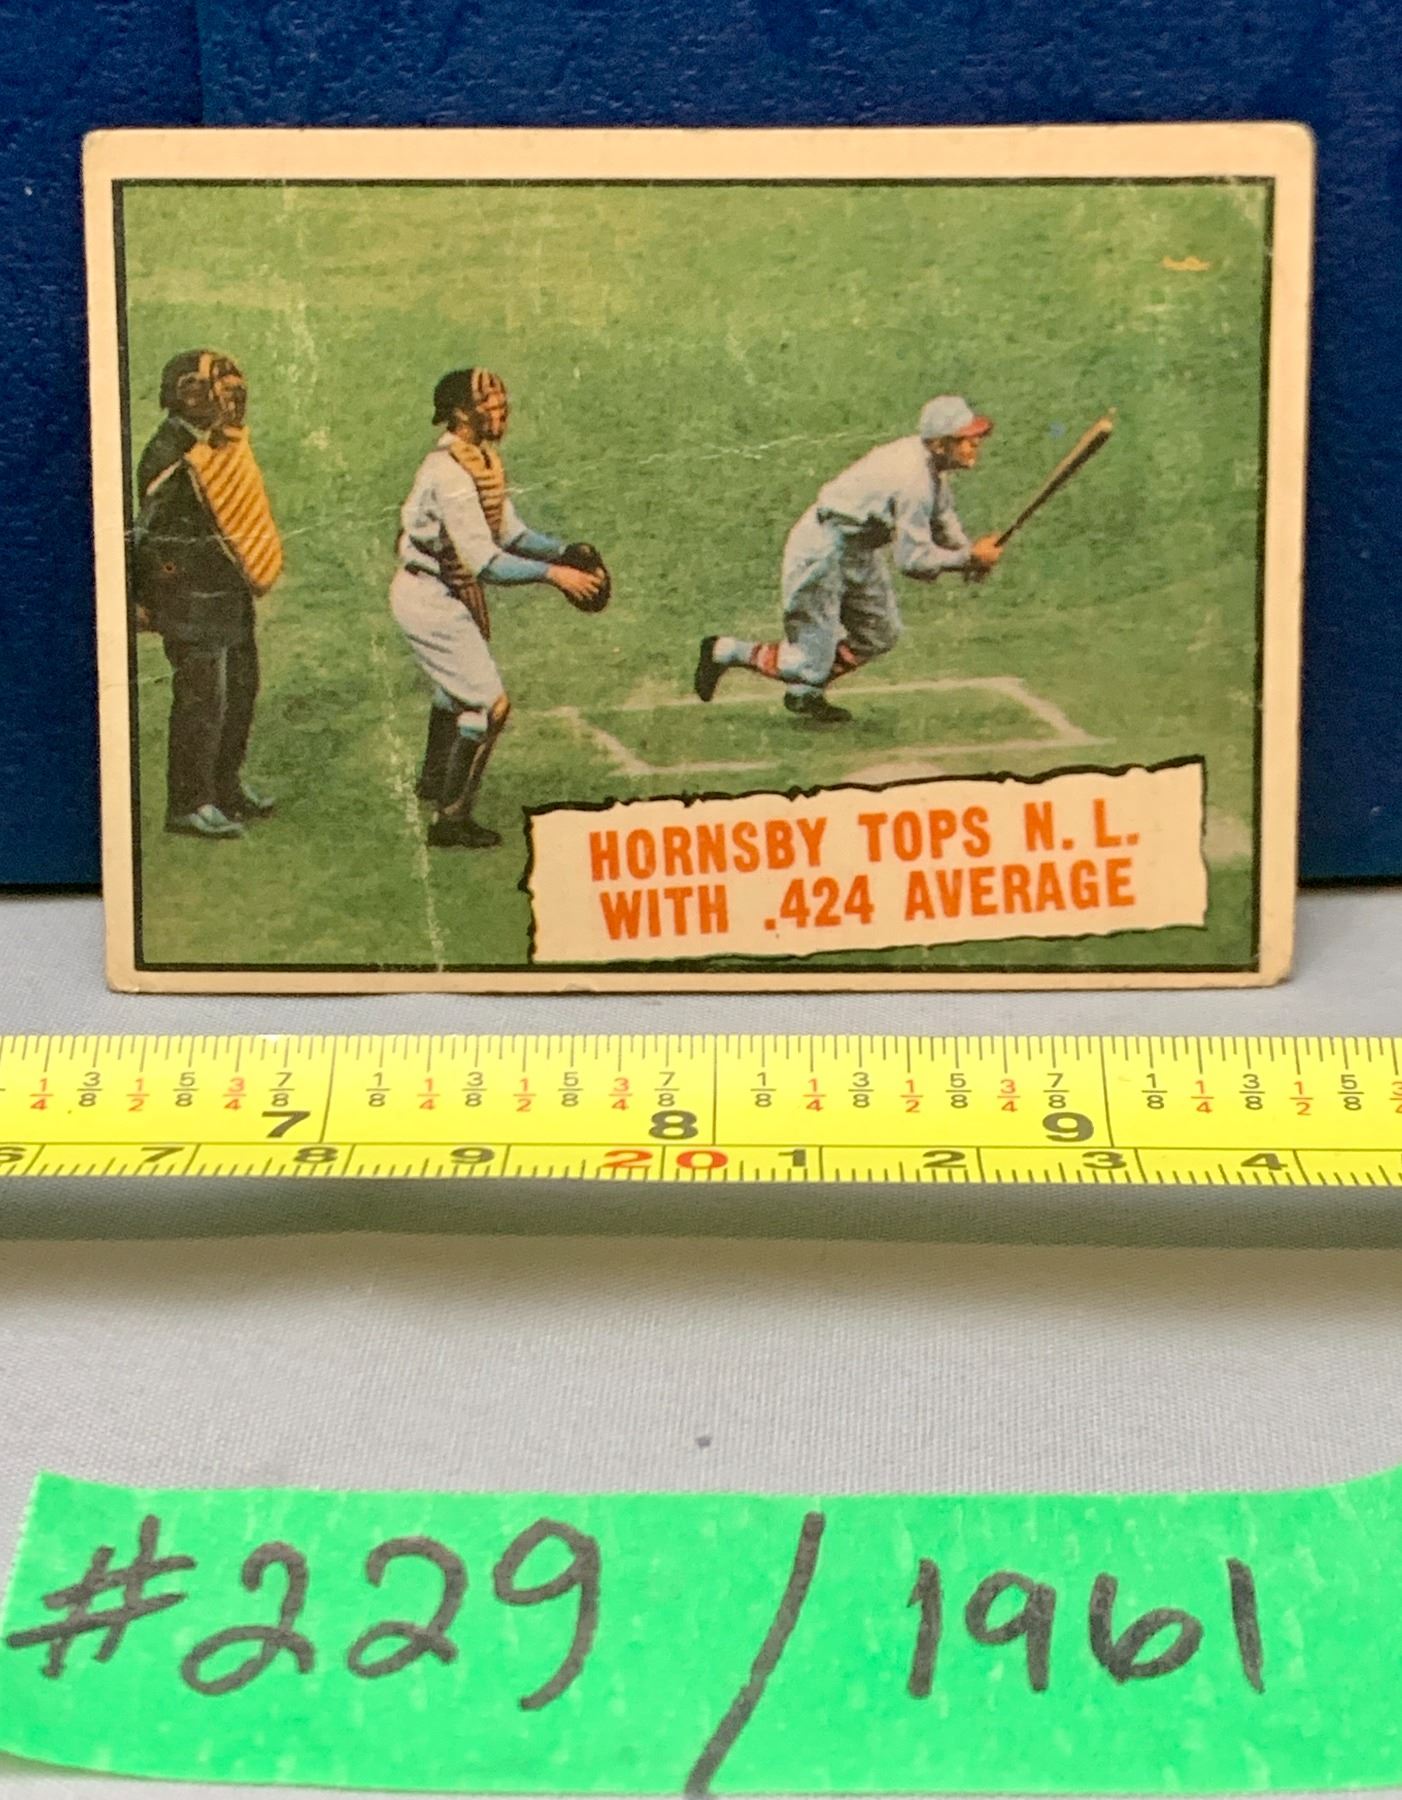 HORNSBY TOPS N. L.
WITH .424 AVERAGE
1/4 3/8 1/2 5/8 3/4 7/8 7 1/8 1/4 3/8 1/2 5/8 3/4 7/8 8 1/8 1/4 3/8 1/2 5/8 3/4 7/8 9 1/8 1/4 3/8 1/2 5/8
6 7 8 9 20 1 2 3 4
#229 / 1961